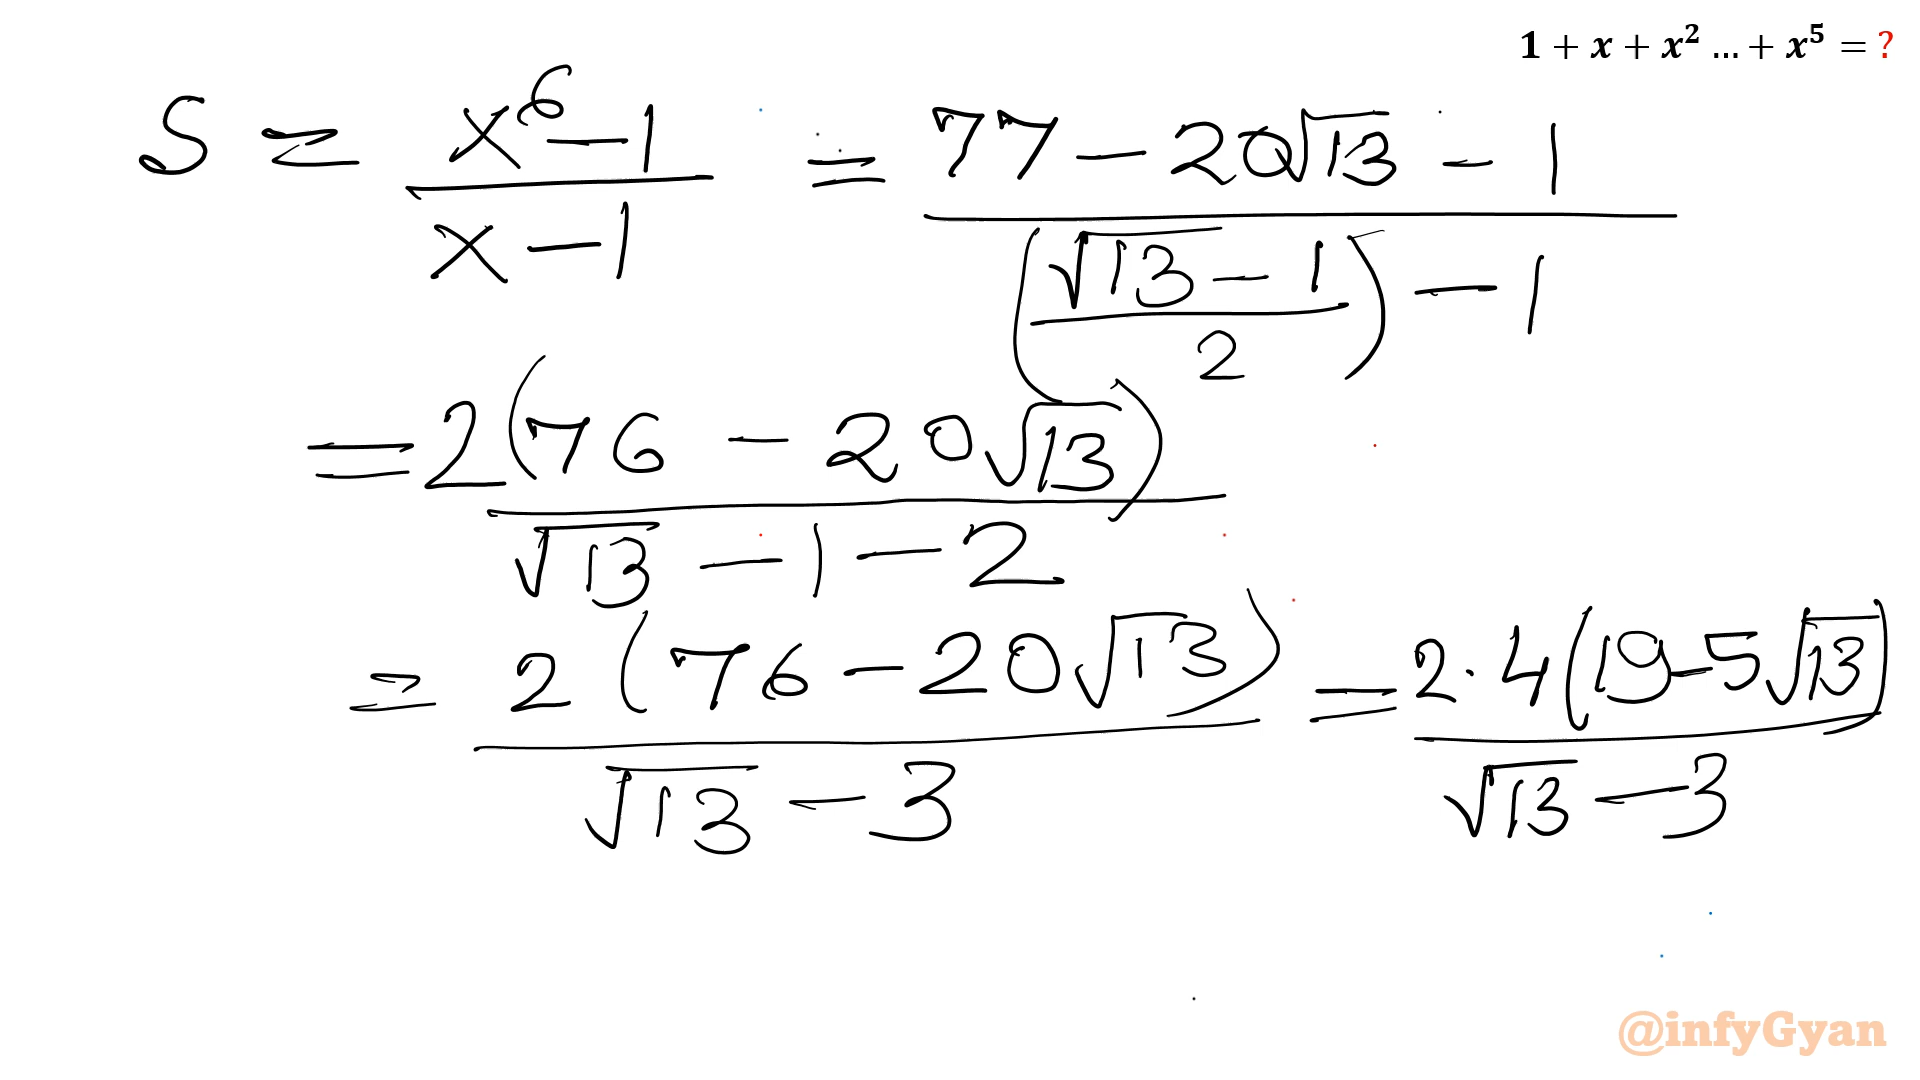 1 + x + x² ... + x⁵ = ?
S = (x⁶ - 1)/(x - 1) = (77 - 20√13 - 1)/(((√13 - 1)/2) - 1)
= 2(76 - 20√13)/(√13 - 1 - 2)
= 2(76 - 20√13)/(√13 - 3) = 2·4(19 - 5√13)/(√13 - 3)
@infyGyan